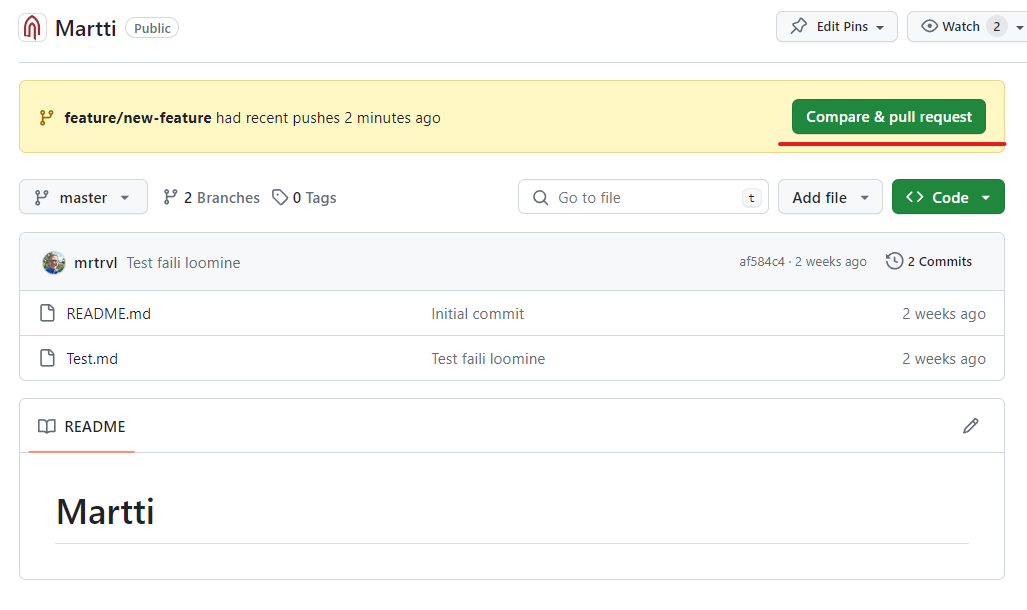 Martti Public Edit Pins Watch 2
feature/new-feature had recent pushes 2 minutes ago Compare & pull request
master 2 Branches 0 Tags Go to file t Add file <> Code
mrtrvl Test faili loomine af584c4 · 2 weeks ago 2 Commits
README.md Initial commit 2 weeks ago
Test.md Test faili loomine 2 weeks ago
README
Martti